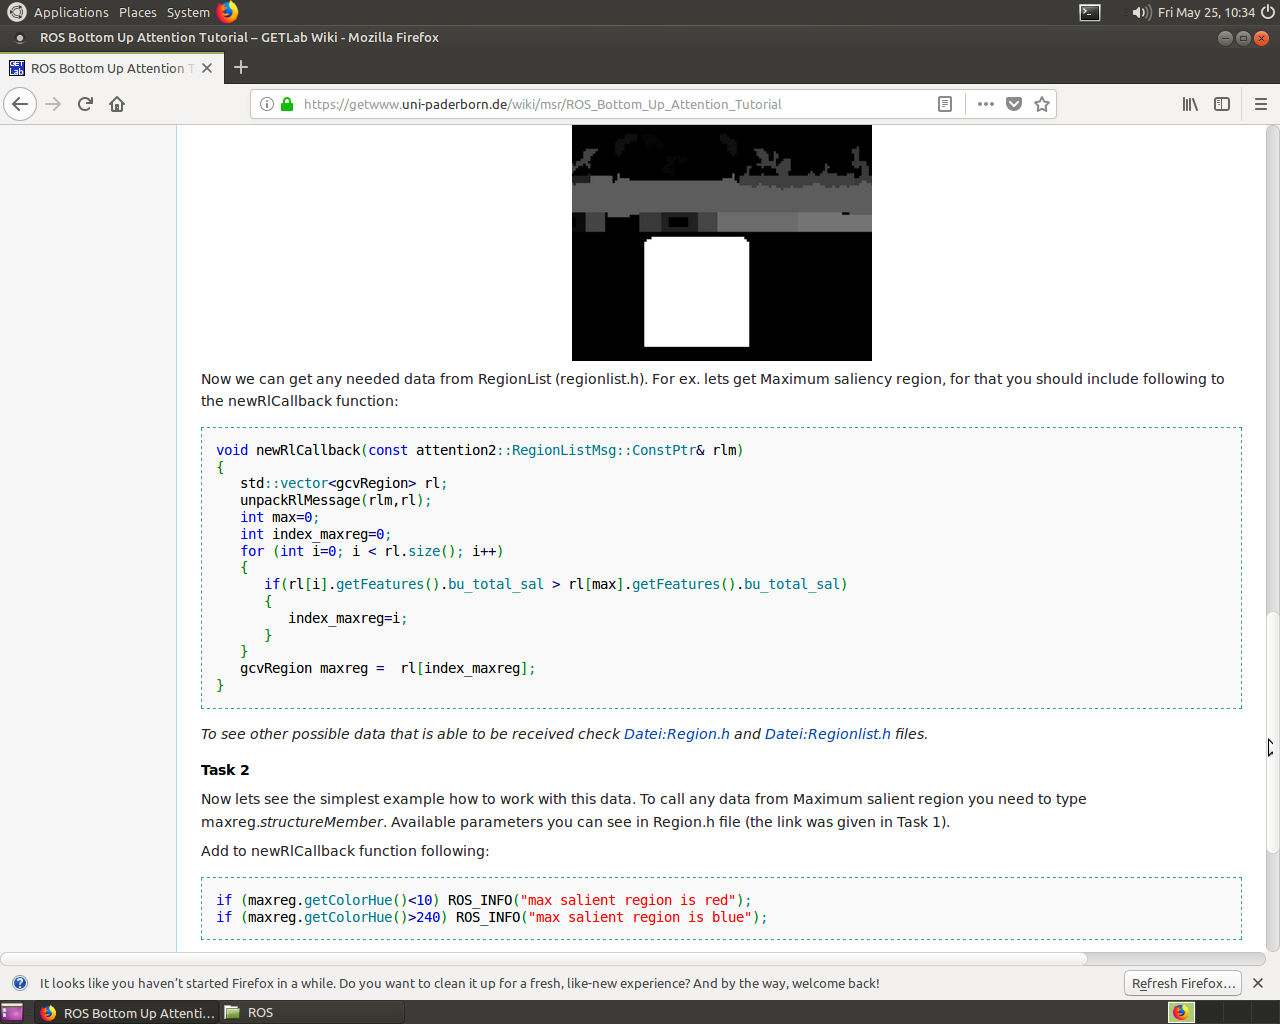 Applications Places System
Fri May 25, 10:34
ROS Bottom Up Attention Tutorial – GETLab Wiki - Mozilla Firefox
GET Lab
ROS Bottom Up Attention T
https://getwww.uni-paderborn.de/wiki/msr/ROS_Bottom_Up_Attention_Tutorial
Now we can get any needed data from RegionList (regionlist.h). For ex. lets get Maximum saliency region, for that you should include following to
the newRlCallback function:
void newRlCallback(const attention2::RegionListMsg::ConstPtr& rlm)
{
std::vector<gcvRegion> rl;
unpackRlMessage(rlm,rl);
int max=0;
int index_maxreg=0;
for (int i=0; i < rl.size(); i++)
{
if(rl[i].getFeatures().bu_total_sal > rl[max].getFeatures().bu_total_sal)
{
index_maxreg=i;
}
}
gcvRegion maxreg =  rl[index_maxreg];
}
To see other possible data that is able to be received check Datei:Region.h and Datei:Regionlist.h files.
Task 2
Now lets see the simplest example how to work with this data. To call any data from Maximum salient region you need to type
maxreg.structureMember. Available parameters you can see in Region.h file (the link was given in Task 1).
Add to newRlCallback function following:
if (maxreg.getColorHue()<10) ROS_INFO("max salient region is red");
if (maxreg.getColorHue()>240) ROS_INFO("max salient region is blue");
It looks like you haven't started Firefox in a while. Do you want to clean it up for a fresh, like-new experience? And by the way, welcome back!
Refresh Firefox...
ROS Bottom Up Attenti...
ROS